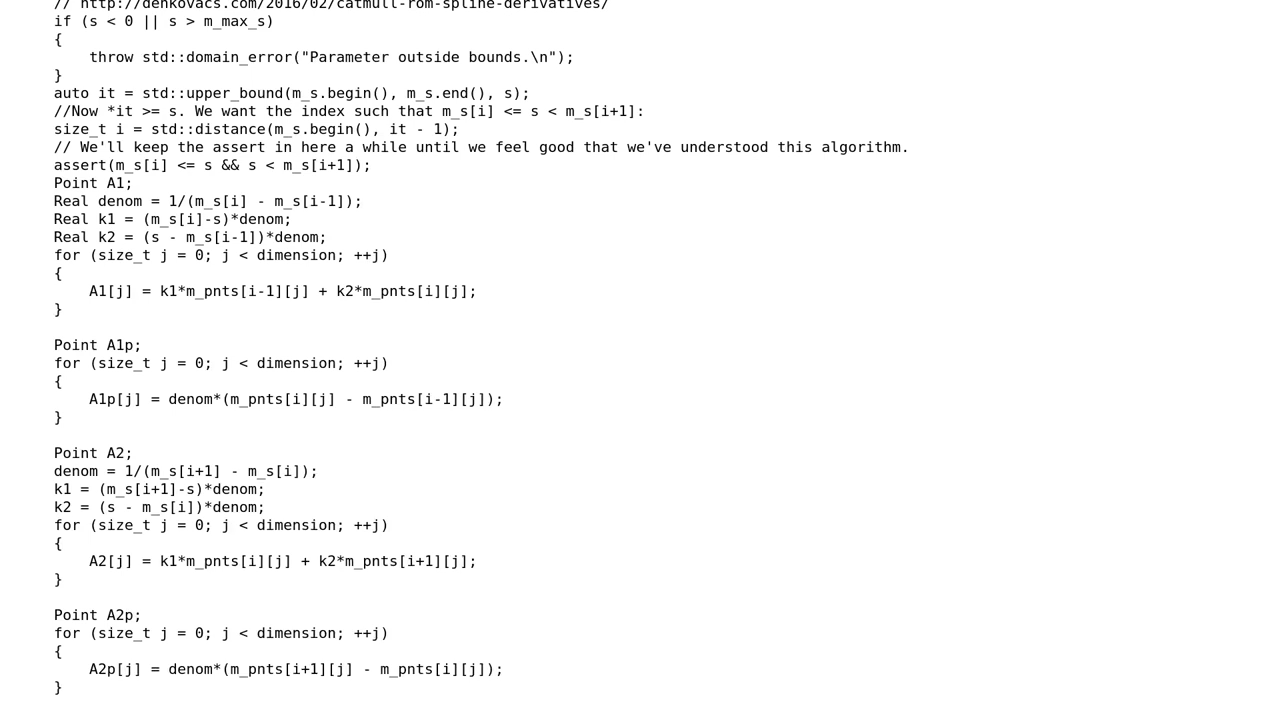 // http://denkovacs.com/2016/02/catmull-rom-spline-derivatives/
if (s < 0 || s > m_max_s)
{
    throw std::domain_error("Parameter outside bounds.\n");
}
auto it = std::upper_bound(m_s.begin(), m_s.end(), s);
//Now *it >= s. We want the index such that m_s[i] <= s < m_s[i+1]:
size_t i = std::distance(m_s.begin(), it - 1);
// We'll keep the assert in here a while until we feel good that we've understood this algorithm.
assert(m_s[i] <= s && s < m_s[i+1]);
Point A1;
Real denom = 1/(m_s[i] - m_s[i-1]);
Real k1 = (m_s[i]-s)*denom;
Real k2 = (s - m_s[i-1])*denom;
for (size_t j = 0; j < dimension; ++j)
{
    A1[j] = k1*m_pnts[i-1][j] + k2*m_pnts[i][j];
}

Point A1p;
for (size_t j = 0; j < dimension; ++j)
{
    A1p[j] = denom*(m_pnts[i][j] - m_pnts[i-1][j]);
}

Point A2;
denom = 1/(m_s[i+1] - m_s[i]);
k1 = (m_s[i+1]-s)*denom;
k2 = (s - m_s[i])*denom;
for (size_t j = 0; j < dimension; ++j)
{
    A2[j] = k1*m_pnts[i][j] + k2*m_pnts[i+1][j];
}

Point A2p;
for (size_t j = 0; j < dimension; ++j)
{
    A2p[j] = denom*(m_pnts[i+1][j] - m_pnts[i][j]);
}